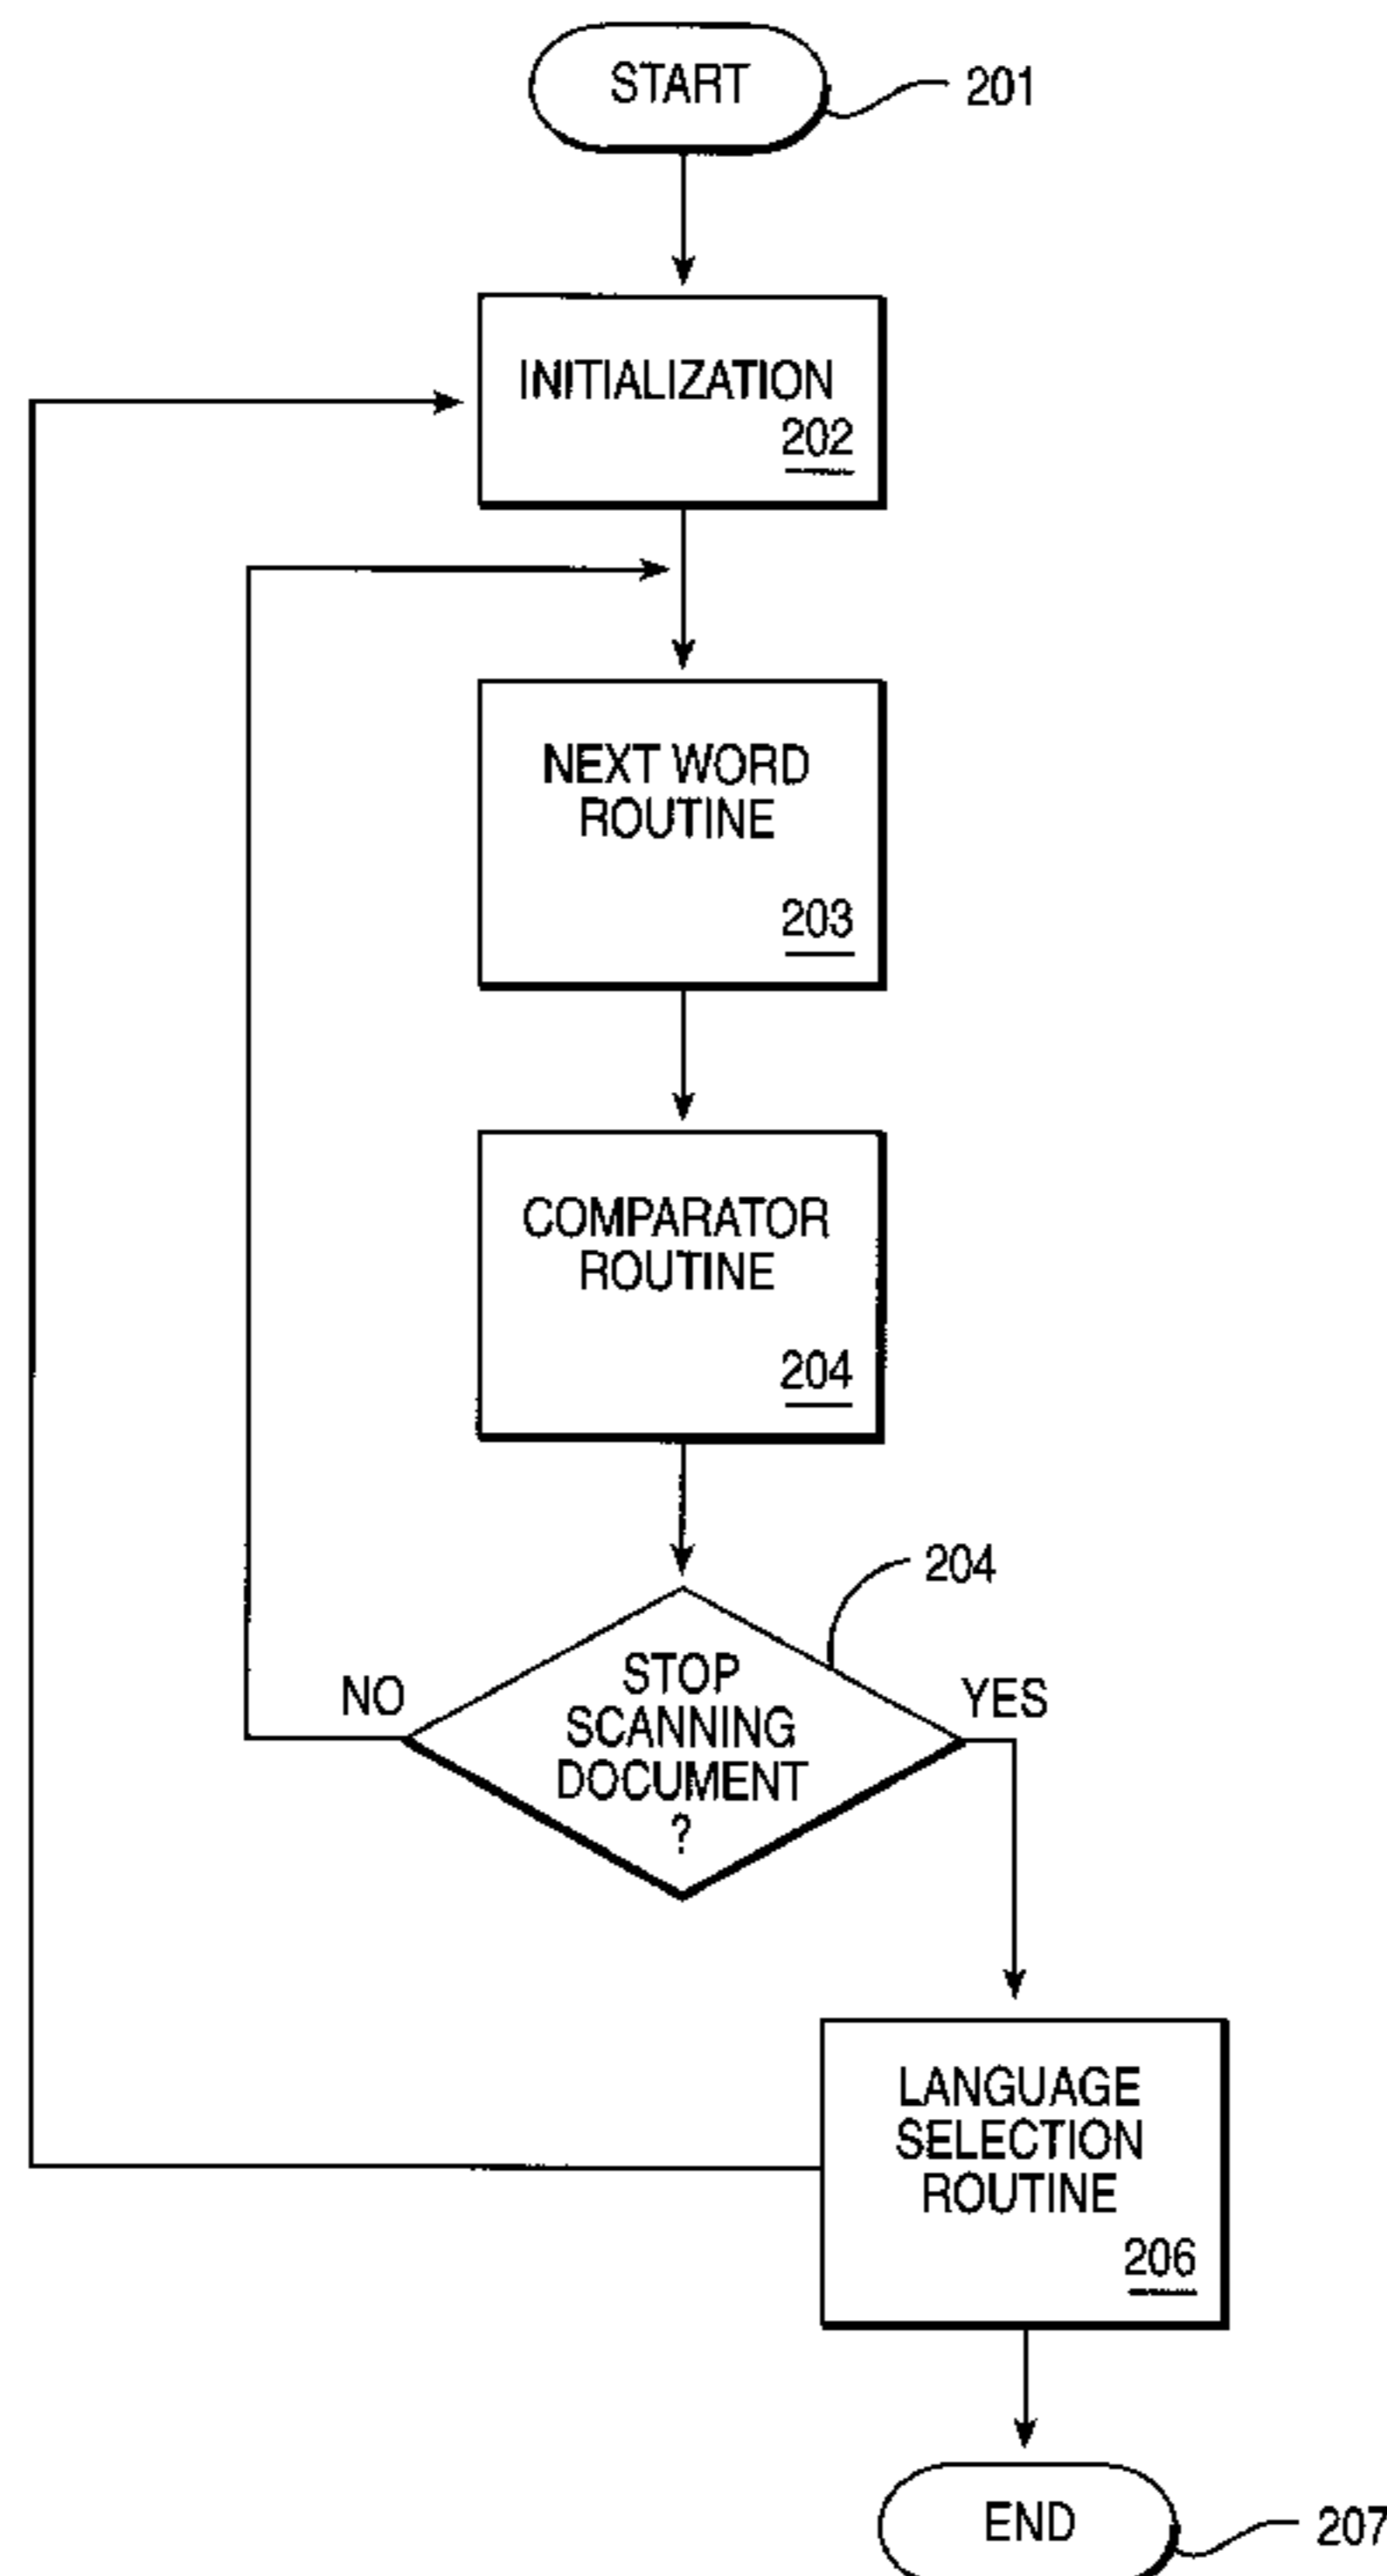 START
201
INITIALIZATION
202
NEXT WORD
ROUTINE
203
COMPARATOR
ROUTINE
204
204
STOP
SCANNING
DOCUMENT
?
NO
YES
LANGUAGE
SELECTION
ROUTINE
206
END
207